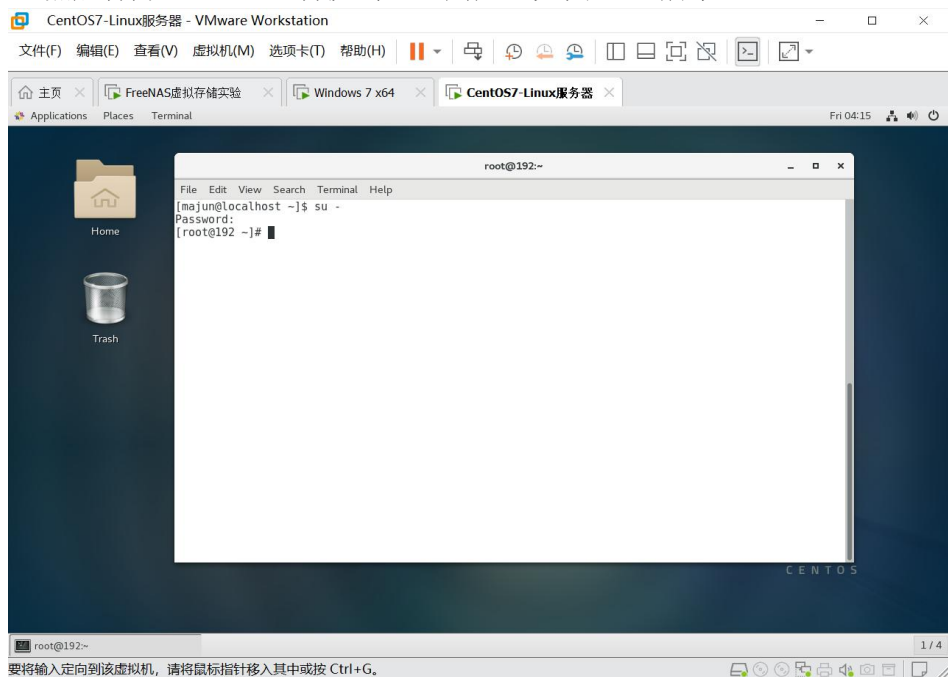 CentOS7-Linux服务器 - VMware Workstation
文件(F) 编辑(E) 查看(V) 虚拟机(M) 选项卡(T) 帮助(H)
主页 FreeNAS虚拟存储实验 Windows 7 x64 CentOS7-Linux服务器
Applications Places Terminal Fri 04:15
root@192:~
File Edit View Search Terminal Help
[majun@localhost ~]$ su -
Password:
[root@192 ~]#
Home
Trash
CENTOS
root@192:~ 1 / 4
要将输入定向到该虚拟机，请将鼠标指针移入其中或按 Ctrl+G。